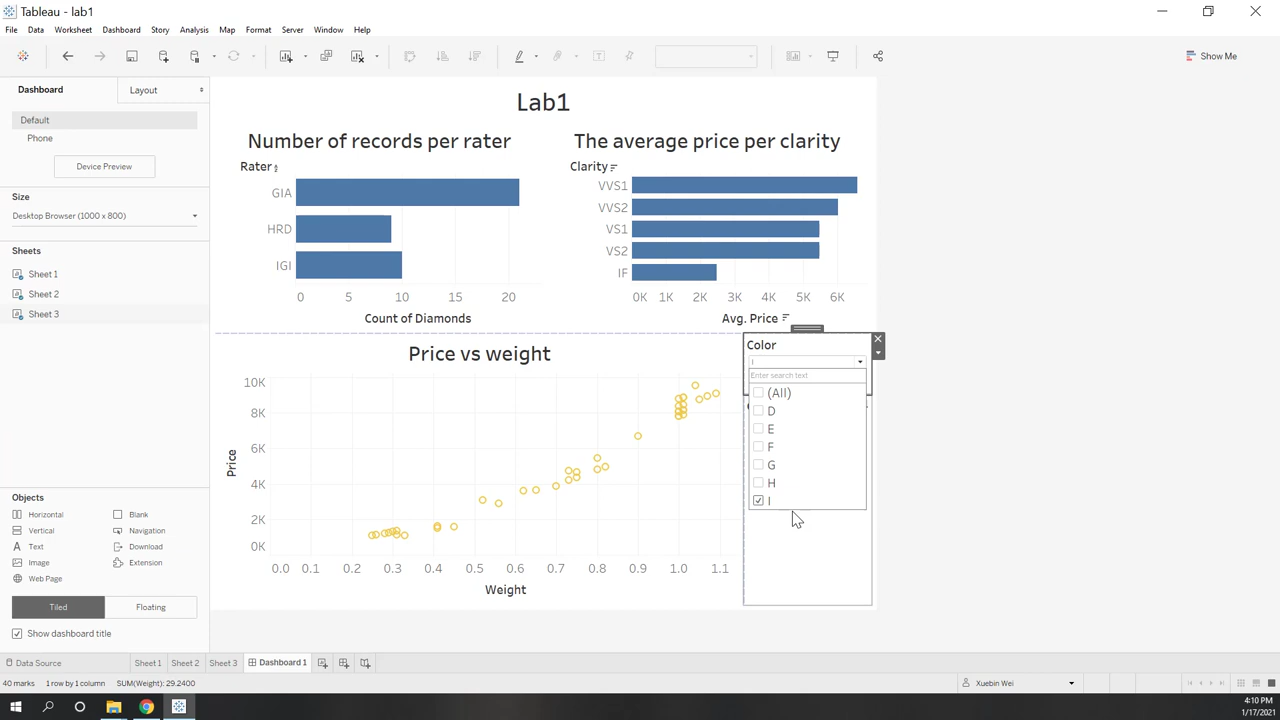 Tableau - lab1
File Data Worksheet Dashboard Story Analysis Map Format Server Window Help
Show Me
Dashboard
Layout
Default
Phone
Device Preview
Size
Desktop Browser (1000 x 800)
Sheets
Sheet 1
Sheet 2
Sheet 3
Objects
Horizontal Blank
Vertical Navigation
Text Download
Image Extension
Web Page
Tiled Floating
Show dashboard title
Lab1
Number of records per rater
Rater
GIA
HRD
IGI
0 5 10 15 20
Count of Diamonds
The average price per clarity
Clarity
VVS1
VVS2
VS1
VS2
IF
0K 1K 2K 3K 4K 5K 6K
Avg. Price
Price vs weight
10K
8K
6K
4K
2K
0K
Price
0.0 0.1 0.2 0.3 0.4 0.5 0.6 0.7 0.8 0.9 1.0 1.1
Weight
Color
I
Enter search text
(All)
D
E
F
G
H
I
Data Source Sheet 1 Sheet 2 Sheet 3 Dashboard 1
40 marks 1 row by 1 column SUM(Weight): 29.2400
Xuebin Wei
4:10 PM
1/17/2021